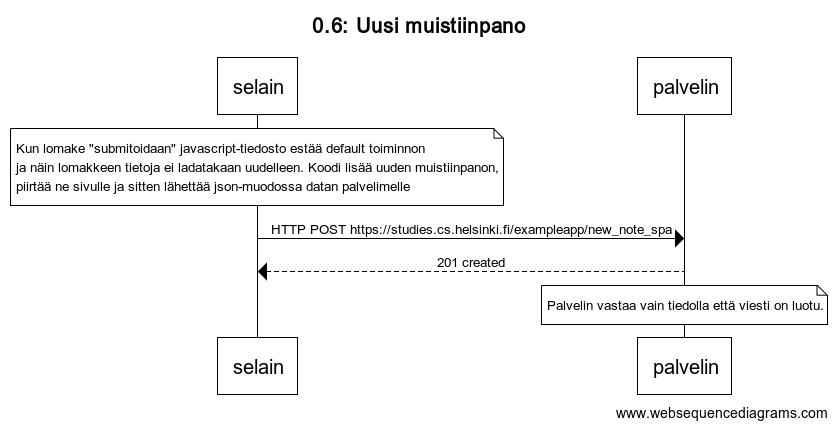 0.6: Uusi muistiinpano
selain
palvelin
Kun lomake "submitoidaan" javascript-tiedosto estää default toiminnon
ja näin lomakkeen tietoja ei ladatakaan uudelleen. Koodi lisää uuden muistiinpanon,
piirtää ne sivulle ja sitten lähettää json-muodossa datan palvelimelle
HTTP POST https://studies.cs.helsinki.fi/exampleapp/new_note_spa
201 created
Palvelin vastaa vain tiedolla että viesti on luotu.
selain
palvelin
www.websequencediagrams.com